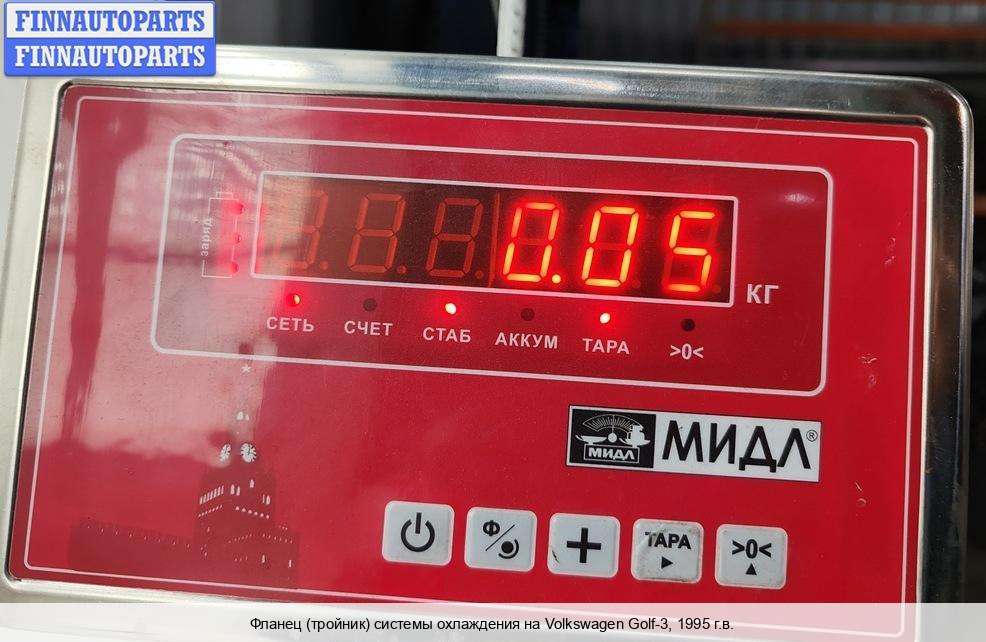 FINNAUTOPARTS
FINNAUTOPARTS
заряд
0.05
КГ
СЕТЬ СЧЕТ СТАБ АККУМ ТАРА >0<
МИДЛ МИДЛ®
Ф ТАРА >0<
Фланец (тройник) системы охлаждения на Volkswagen Golf-3, 1995 г.в.